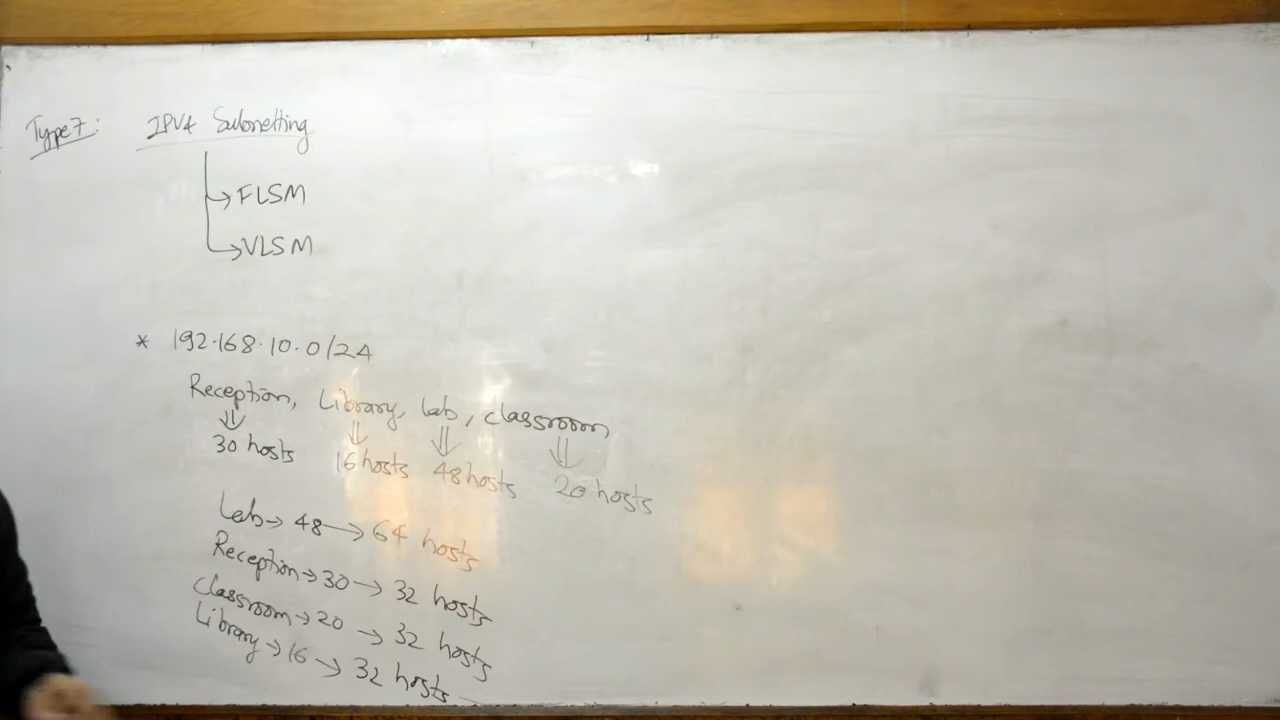 Type 7: IPV4 Subnetting
→ FLSM
→ VLSM
* 192.168.10.0/24
Reception, Library, Lab, classroom
⇓ ⇓ ⇓ ⇓
30 hosts 16 hosts 48 hosts 20 hosts
Lab → 48 → 64 hosts
Reception → 30 → 32 hosts
Classroom → 20 → 32 hosts
Library → 16 → 32 hosts